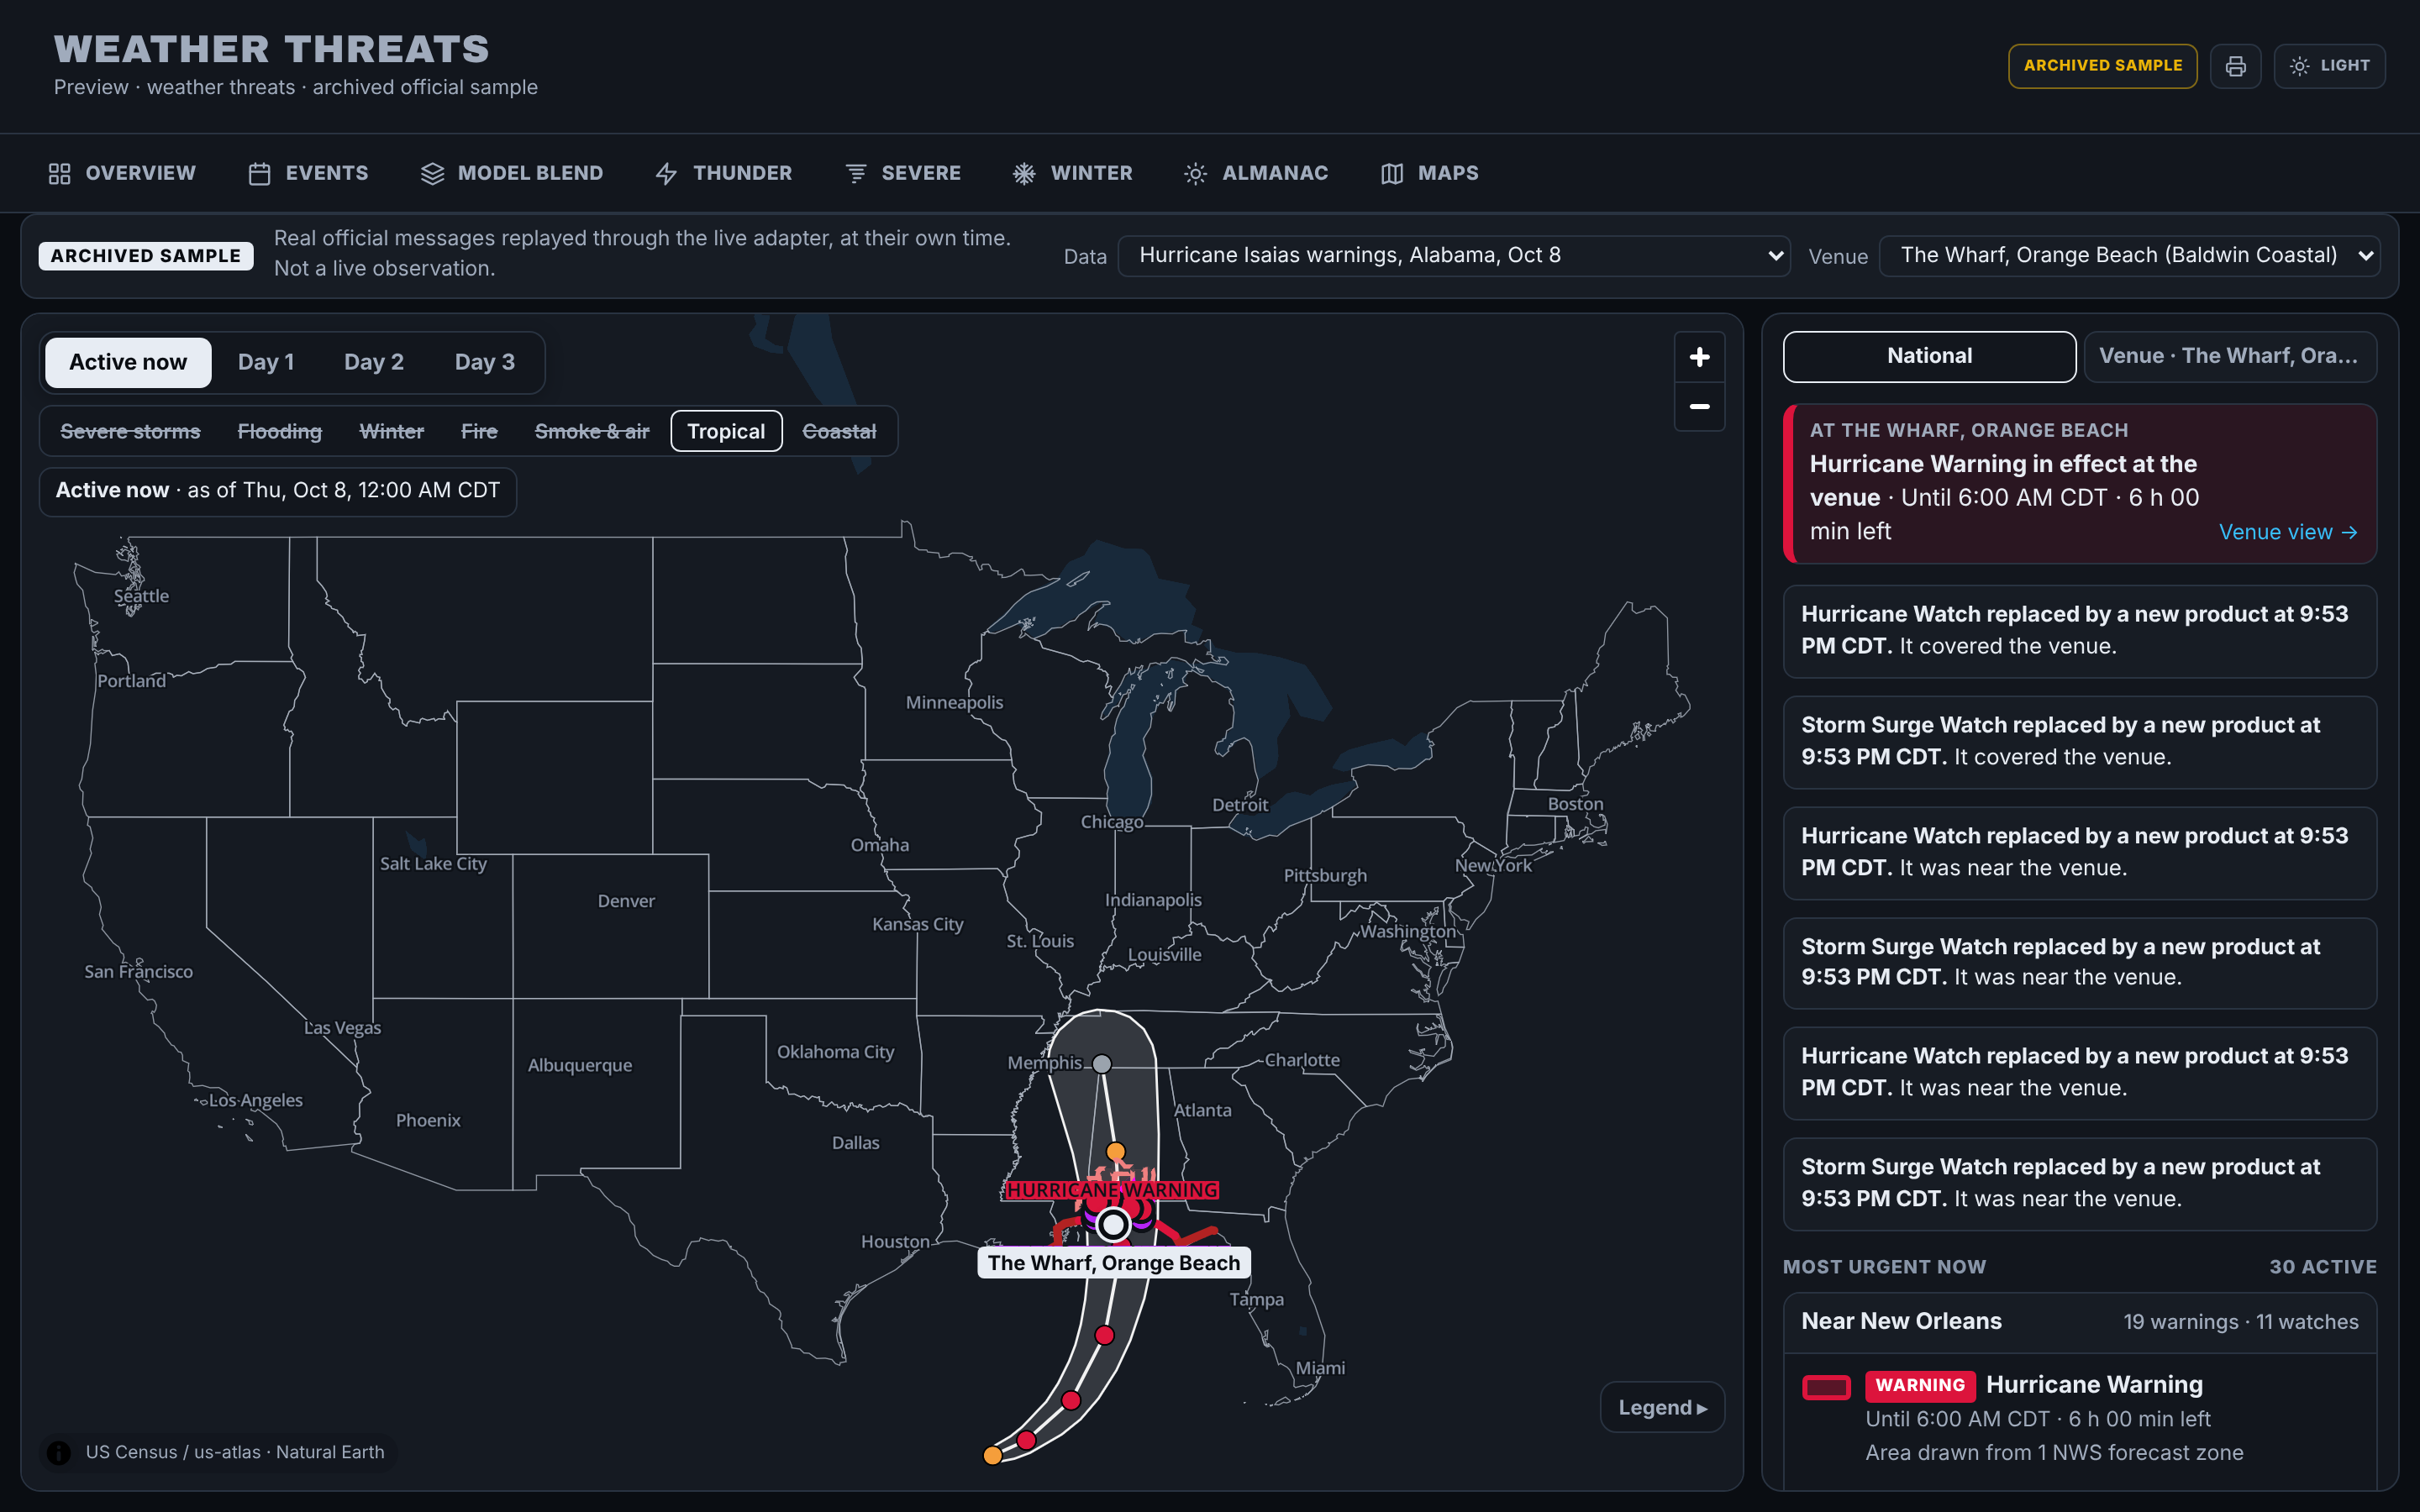 WEATHER THREATS
Preview · weather threats · archived official sample
ARCHIVED SAMPLE
LIGHT
OVERVIEW
EVENTS
MODEL BLEND
THUNDER
SEVERE
WINTER
ALMANAC
MAPS
ARCHIVED SAMPLE
Real official messages replayed through the live adapter, at their own time.
Not a live observation.
Data
Hurricane Isaias warnings, Alabama, Oct 8
Venue
The Wharf, Orange Beach (Baldwin Coastal)
Active now
Day 1
Day 2
Day 3
Severe storms
Flooding
Winter
Fire
Smoke & air
Tropical
Coastal
Active now · as of Thu, Oct 8, 12:00 AM CDT
Seattle
Portland
Minneapolis
Boston
Detroit
Chicago
Omaha
Salt Lake City
New York
Pittsburgh
Denver
Indianapolis
Kansas City
Washington
St. Louis
Louisville
San Francisco
Las Vegas
Oklahoma City
Memphis
Charlotte
Albuquerque
Los Angeles
Atlanta
Phoenix
Dallas
HURRICANE WARNING
Houston
The Wharf, Orange Beach
Tampa
Miami
Legend ▸
US Census / us-atlas · Natural Earth
National
Venue · The Wharf, Ora…
AT THE WHARF, ORANGE BEACH
Hurricane Warning in effect at the
venue · Until 6:00 AM CDT · 6 h 00
min left
Venue view →
Hurricane Watch replaced by a new product at 9:53
PM CDT. It covered the venue.
Storm Surge Watch replaced by a new product at
9:53 PM CDT. It covered the venue.
Hurricane Watch replaced by a new product at 9:53
PM CDT. It was near the venue.
Storm Surge Watch replaced by a new product at
9:53 PM CDT. It was near the venue.
Hurricane Watch replaced by a new product at 9:53
PM CDT. It was near the venue.
Storm Surge Watch replaced by a new product at
9:53 PM CDT. It was near the venue.
MOST URGENT NOW
30 ACTIVE
Near New Orleans
19 warnings · 11 watches
WARNING
Hurricane Warning
Until 6:00 AM CDT · 6 h 00 min left
Area drawn from 1 NWS forecast zone